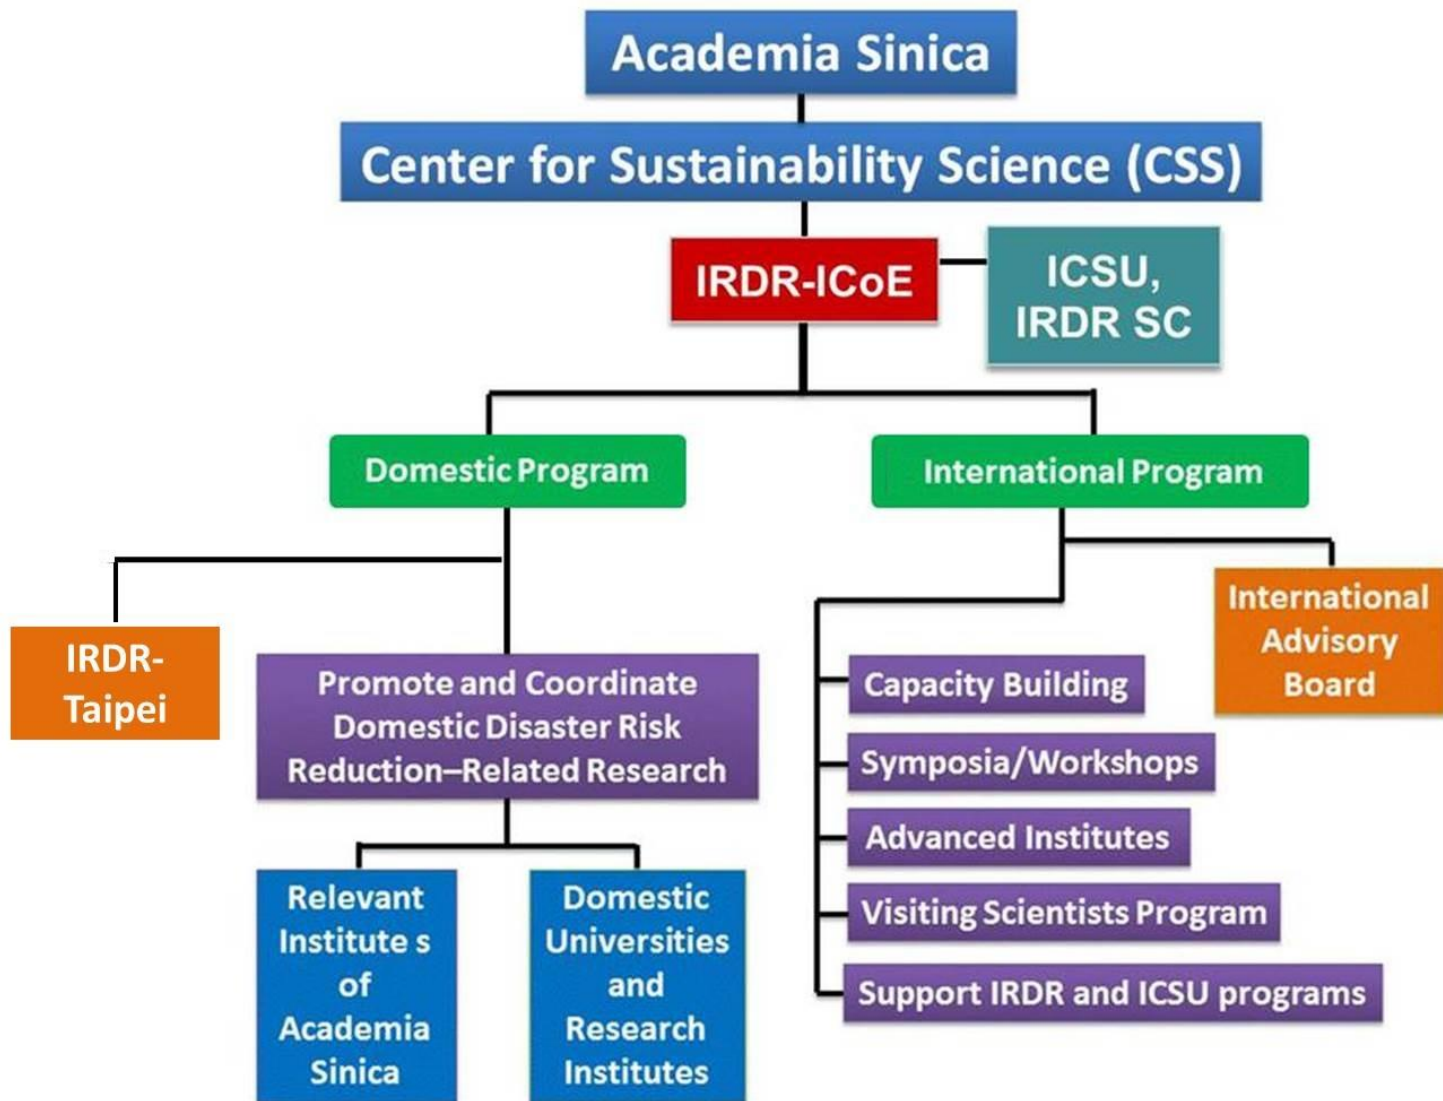 Academia Sinica
Center for Sustainability Science (CSS)
IRDR-ICoE
ICSU,
IRDR SC
Domestic Program
International Program
IRDR-
Taipei
Promote and Coordinate
Domestic Disaster Risk
Reduction–Related Research
Relevant
Institute s
of
Academia
Sinica
Domestic
Universities
and
Research
Institutes
International
Advisory
Board
Capacity Building
Symposia/Workshops
Advanced Institutes
Visiting Scientists Program
Support IRDR and ICSU programs